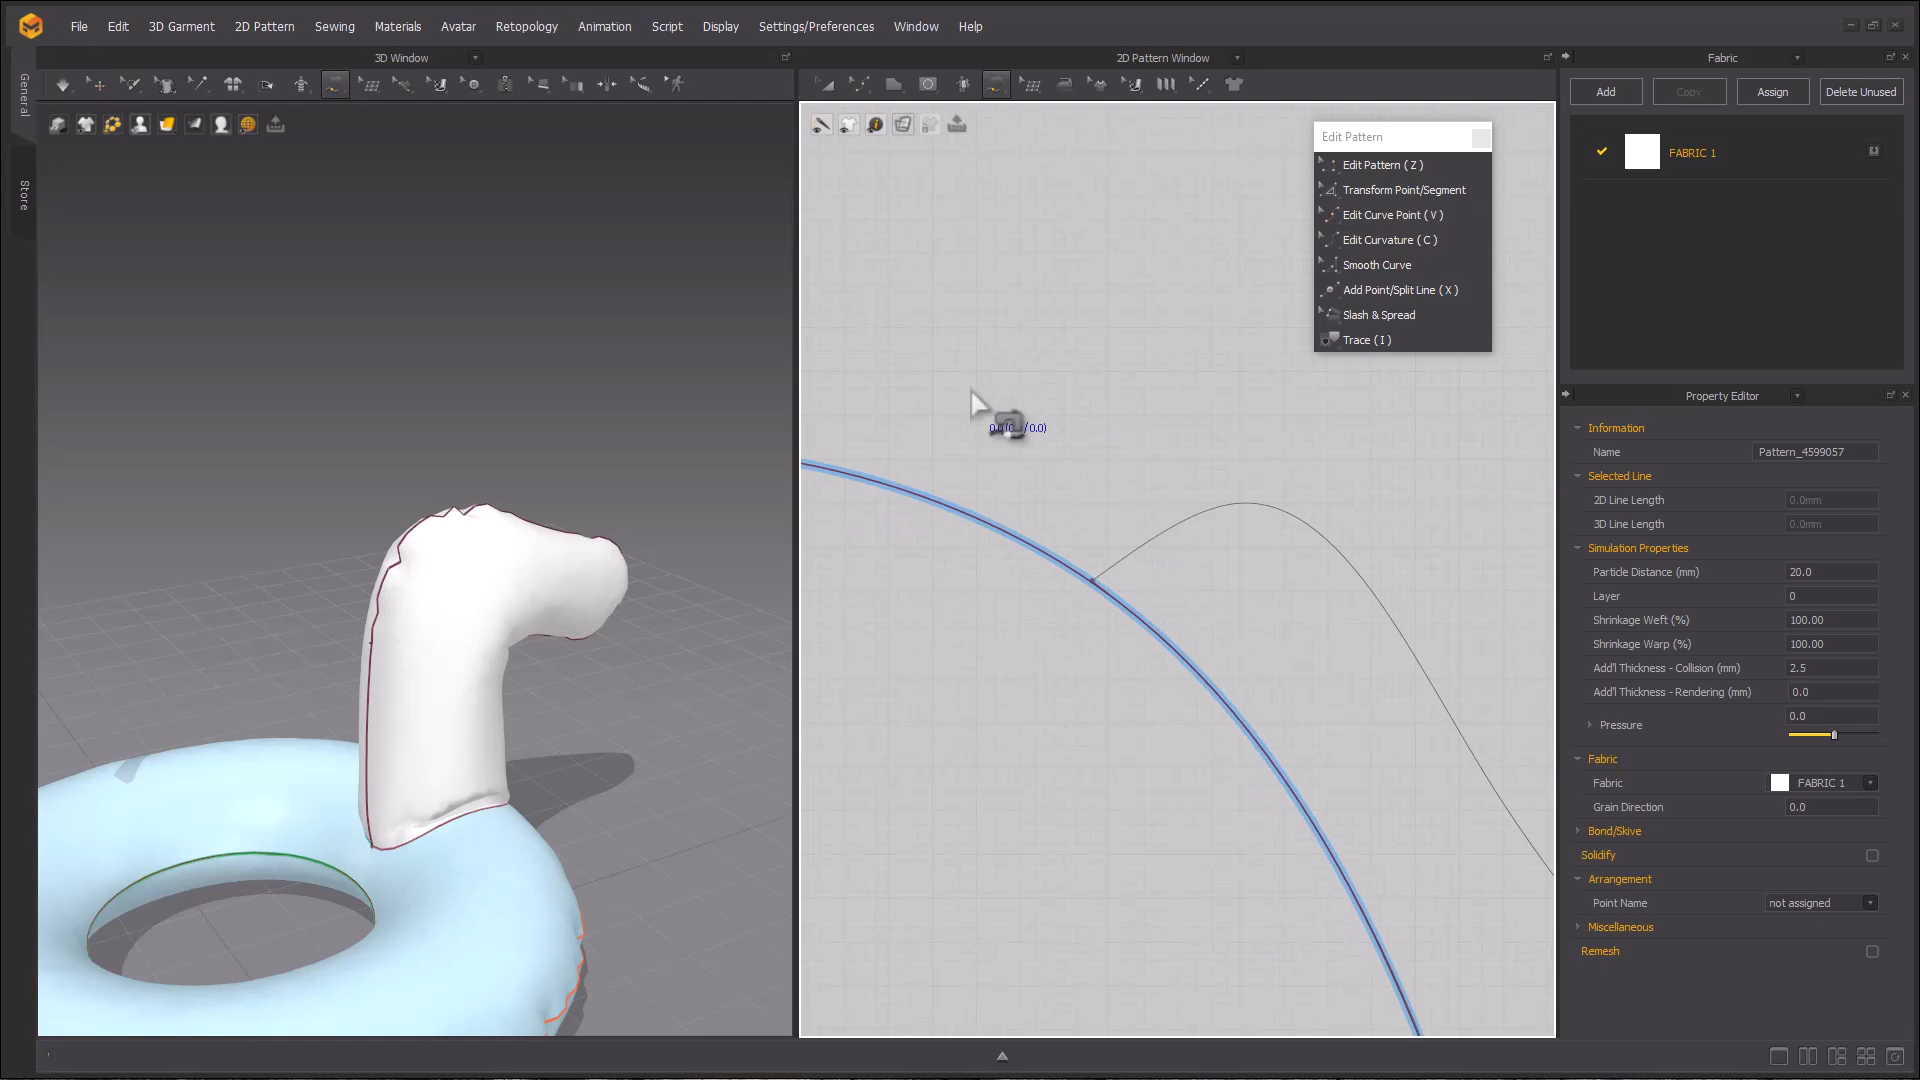 File Edit 3D Garment 2D Pattern Sewing Materials Avatar Retopology Animation Script Display Settings/Preferences Window Help
3D Window
2D Pattern Window
Fabric
General
Store
Add Copy Assign Delete Unused
FABRIC 1
Edit Pattern
Edit Pattern ( Z )
Transform Point/Segment
Edit Curve Point ( V )
Edit Curvature ( C )
Smooth Curve
Add Point/Split Line ( X )
Slash & Spread
Trace ( I )
Property Editor
Information
Name Pattern_4599057
Selected Line
2D Line Length 0.0mm
3D Line Length 0.0mm
Simulation Properties
Particle Distance (mm) 20.0
Layer 0
Shrinkage Weft (%) 100.00
Shrinkage Warp (%) 100.00
Add'l Thickness - Collision (mm) 2.5
Add'l Thickness - Rendering (mm) 0.0
Pressure 0.0
Fabric
Fabric FABRIC 1
Grain Direction 0.0
Bond/Skive
Solidify
Arrangement
Point Name not assigned
Miscellaneous
Remesh